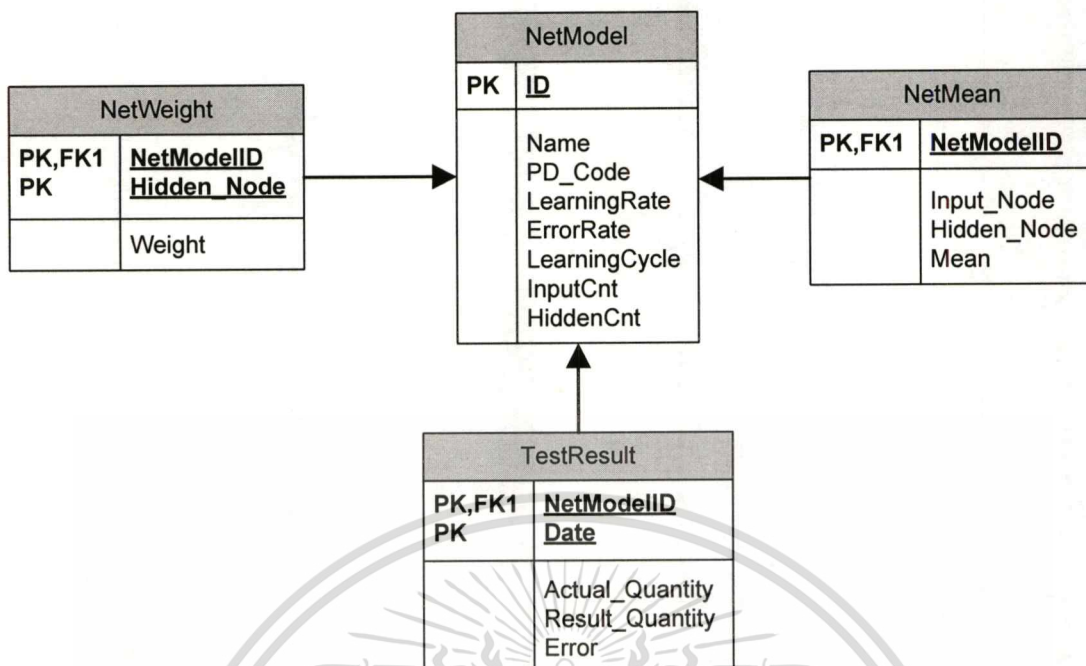 NetModel
PK ID
Name
PD_Code
LearningRate
ErrorRate
LearningCycle
InputCnt
HiddenCnt
NetWeight
PK,FK1 NetModelID
PK Hidden_Node
Weight
NetMean
PK,FK1 NetModelID
Input_Node
Hidden_Node
Mean
TestResult
PK,FK1 NetModelID
PK Date
Actual_Quantity
Result_Quantity
Error